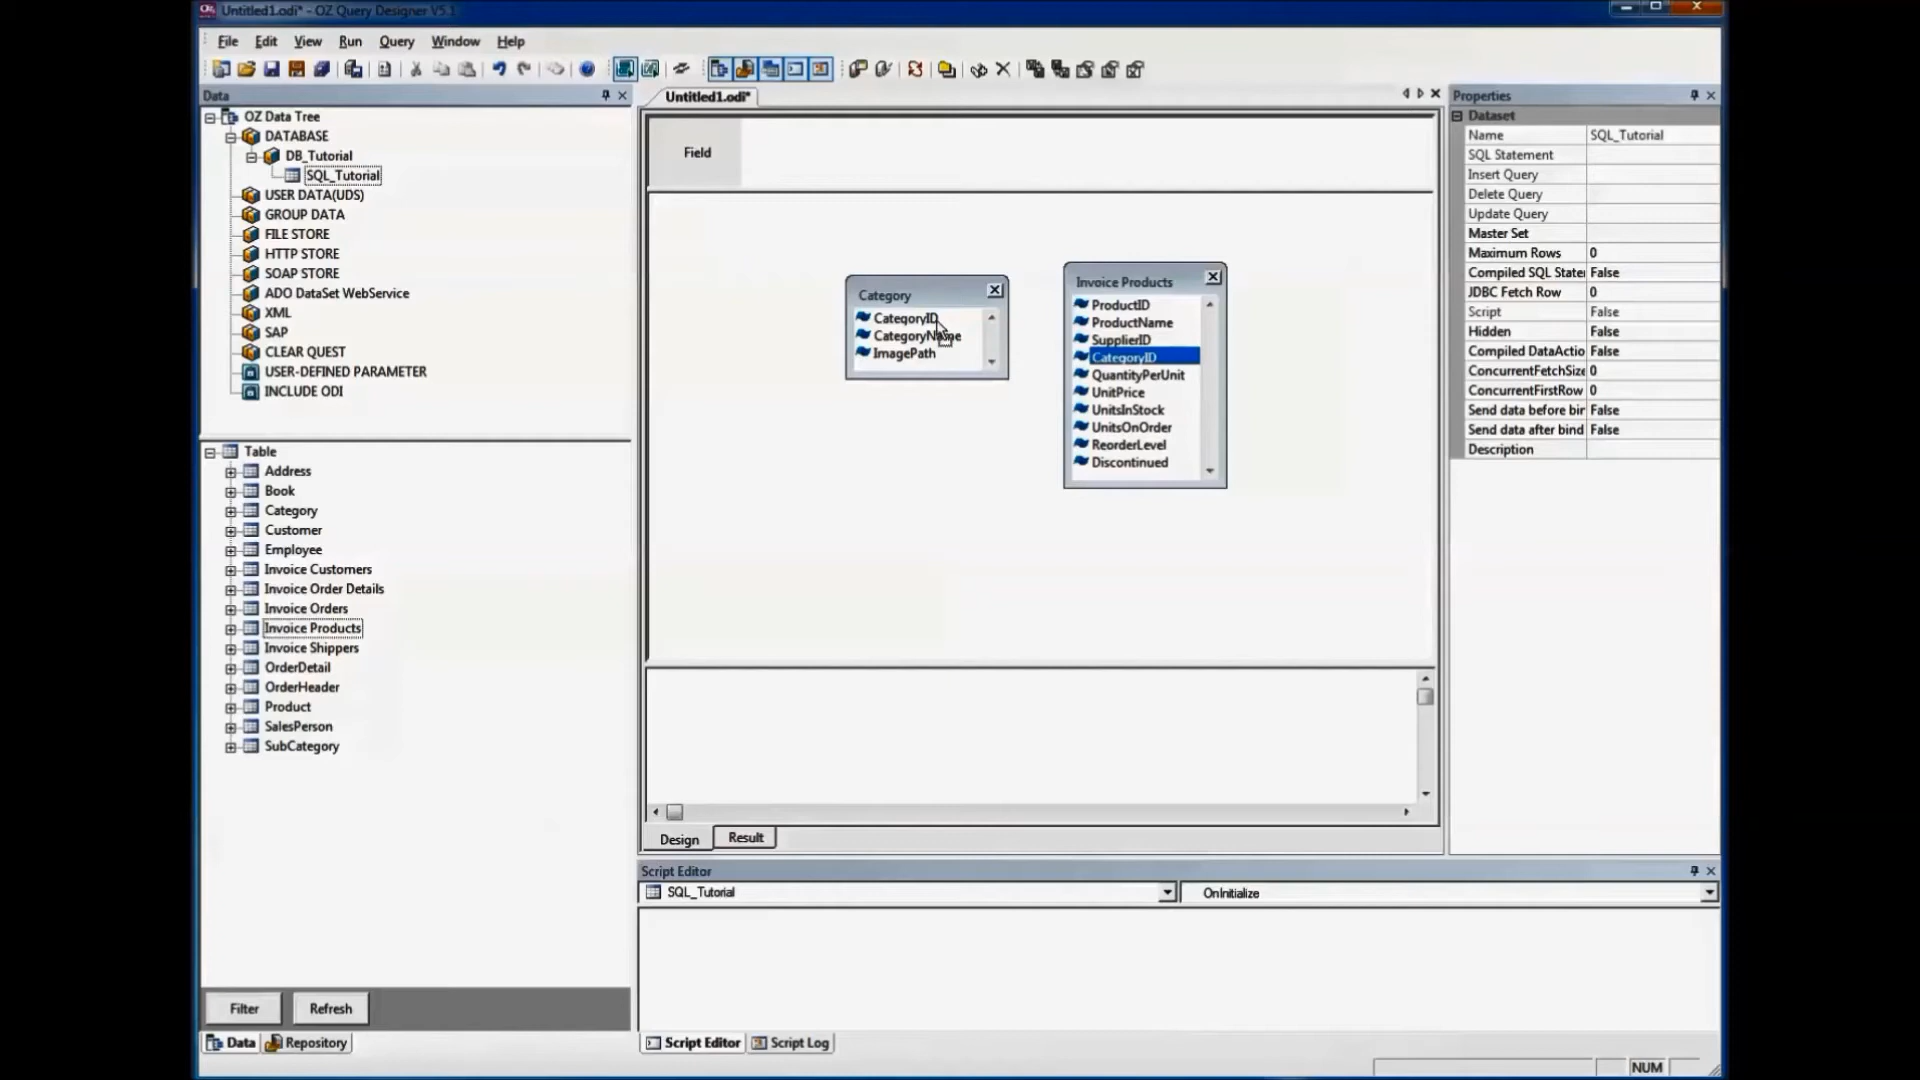 Untitled1.odi* - OZ Query Designer V5.1
File Edit View Run Query Window Help
Data
OZ Data Tree
DATABASE
DB_Tutorial
SQL_Tutorial
USER DATA(UDS)
GROUP DATA
FILE STORE
HTTP STORE
SOAP STORE
ADO DataSet WebService
XML
SAP
CLEAR QUEST
USER-DEFINED PARAMETER
INCLUDE ODI
Table
Address
Book
Category
Customer
Employee
Invoice Customers
Invoice Order Details
Invoice Orders
Invoice Products
Invoice Shippers
OrderDetail
OrderHeader
Product
SalesPerson
SubCategory
Filter Refresh
Data Repository
Untitled1.odi*
Field
Category
CategoryID
CategoryName
ImagePath
Invoice Products
ProductID
ProductName
SupplierID
CategoryID
QuantityPerUnit
UnitPrice
UnitsInStock
UnitsOnOrder
ReorderLevel
Discontinued
Design Result
Script Editor
SQL_Tutorial OnInitialize
Script Editor Script Log
Properties
Dataset
Name SQL_Tutorial
SQL Statement
Insert Query
Delete Query
Update Query
Master Set
Maximum Rows 0
Compiled SQL State False
JDBC Fetch Row 0
Script False
Hidden False
Compiled DataActio False
ConcurrentFetchSize 0
ConcurrentFirstRow 0
Send data before bin False
Send data after bind False
Description
NUM